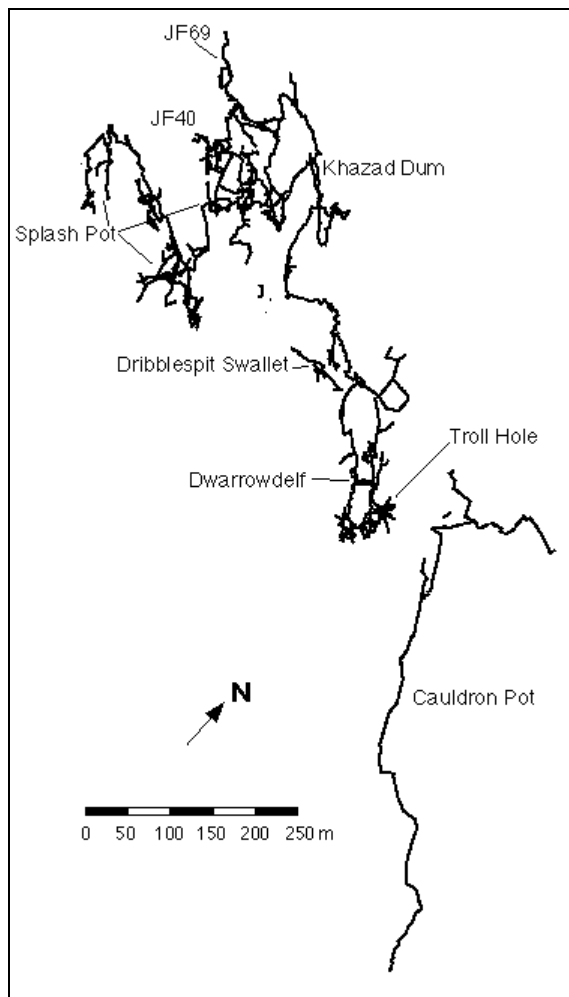 JF69
JF40
Khazad Dum
Splash Pot
Dribblespit Swallet
Troll Hole
Dwarrowdelf
N
Cauldron Pot
0 50 100 150 200 250 m